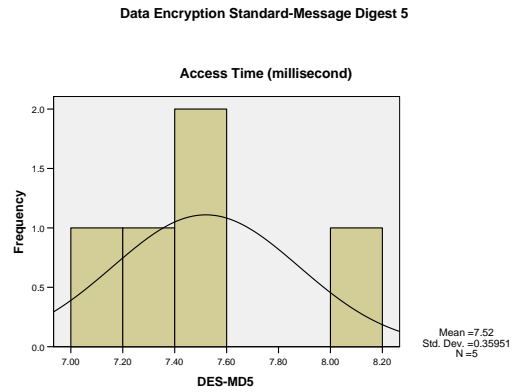 Data Encryption Standard-Message Digest 5
Access Time (millisecond)
2.0
1.5
1.0
0.5
0.0
Frequency
7.00 7.20 7.40 7.60 7.80 8.00 8.20
DES-MD5
Mean =7.52
Std. Dev. =0.35951
N =5